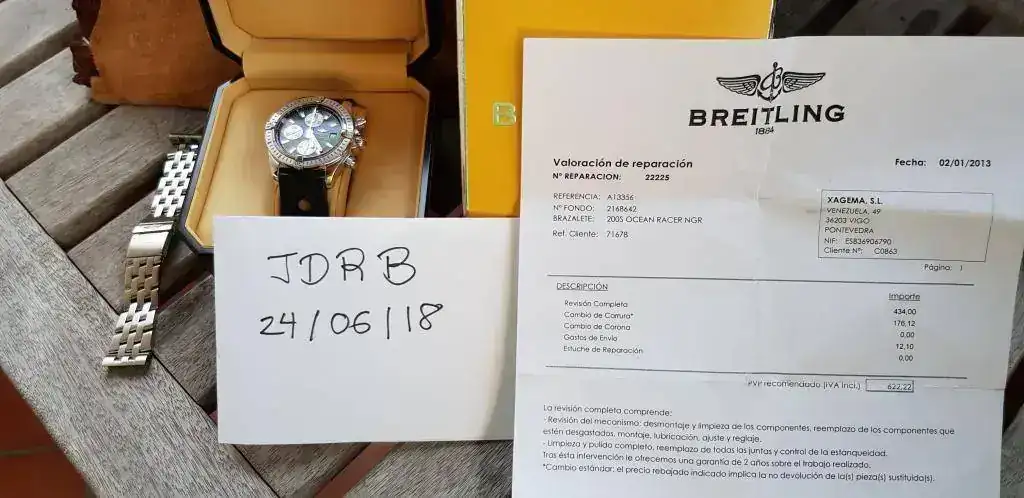 B
JDRB
24/06/18
BREITLING
1884
Valoración de reparación
Fecha: 02/01/2013
Nº REPARACION: 22225
REFERENCIA: A13356
Nº FONDO: 2168642
BRAZALETE: 200S OCEAN RACER NGR
Ref. Cliente: 71678
XAGEMA, S.L.
VENEZUELA, 49
36203 VIGO
PONTEVEDRA
NIF: ESB36906790
Cliente Nº: C0863
Página: 1
DESCRIPCIÓN Importe
Revisión Completa 434,00
Cambio de Carrura* 176,12
Cambio de Corona 0,00
Gastos de Envío 12,10
Estuche de Reparación 0,00
PVP recomendado (IVA incl.) 622,22
La revisión completa comprende:
- Revisión del mecanismo: desmontaje y limpieza de los componentes, reemplazo de los componentes que
estén desgastados, montaje, lubricación, ajuste y reglaje.
- Limpieza y pulido completo, reemplazo de todas las juntas y control de la estanqueidad.
Tras ésta intervención le ofrecemos una garantía de 2 años sobre el trabajo realizado.
*Cambio estándar: el precio rebajado indicado implica la no devolución de la(s) pieza(s) sustituida(s).